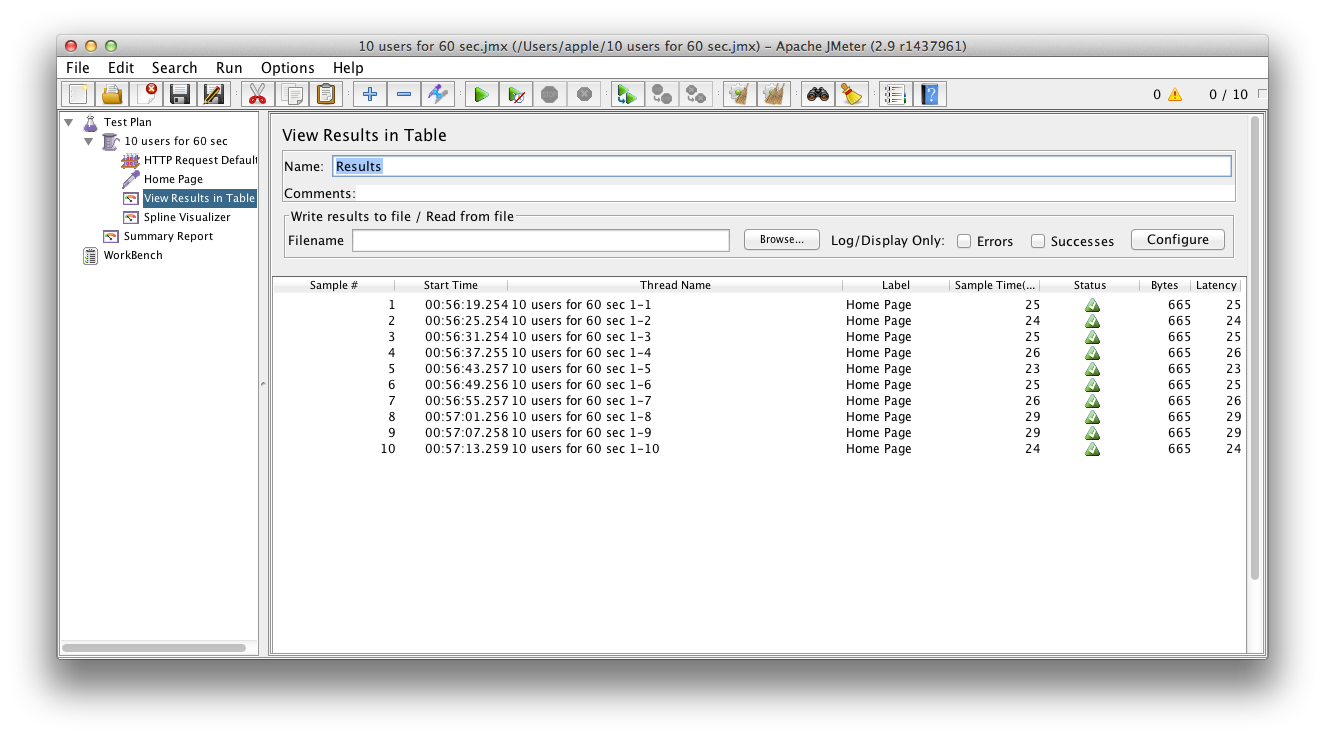 10 users for 60 sec.jmx (/Users/apple/10 users for 60 sec.jmx) – Apache JMeter (2.9 r1437961)
File Edit Search Run Options Help
0 0 / 10
Test Plan
10 users for 60 sec
HTTP Request Defaul
Home Page
View Results in Table
Spline Visualizer
Summary Report
WorkBench
View Results in Table
Name: Results
Comments:
Write results to file / Read from file
Filename Browse... Log/Display Only: Errors Successes Configure
Sample # Start Time Thread Name Label Sample Time(... Status Bytes Latency
1 00:56:19.254 10 users for 60 sec 1-1 Home Page 25 665 25
2 00:56:25.254 10 users for 60 sec 1-2 Home Page 24 665 24
3 00:56:31.254 10 users for 60 sec 1-3 Home Page 25 665 25
4 00:56:37.255 10 users for 60 sec 1-4 Home Page 26 665 26
5 00:56:43.257 10 users for 60 sec 1-5 Home Page 23 665 23
6 00:56:49.256 10 users for 60 sec 1-6 Home Page 25 665 25
7 00:56:55.257 10 users for 60 sec 1-7 Home Page 26 665 26
8 00:57:01.256 10 users for 60 sec 1-8 Home Page 29 665 29
9 00:57:07.258 10 users for 60 sec 1-9 Home Page 29 665 29
10 00:57:13.259 10 users for 60 sec 1-10 Home Page 24 665 24